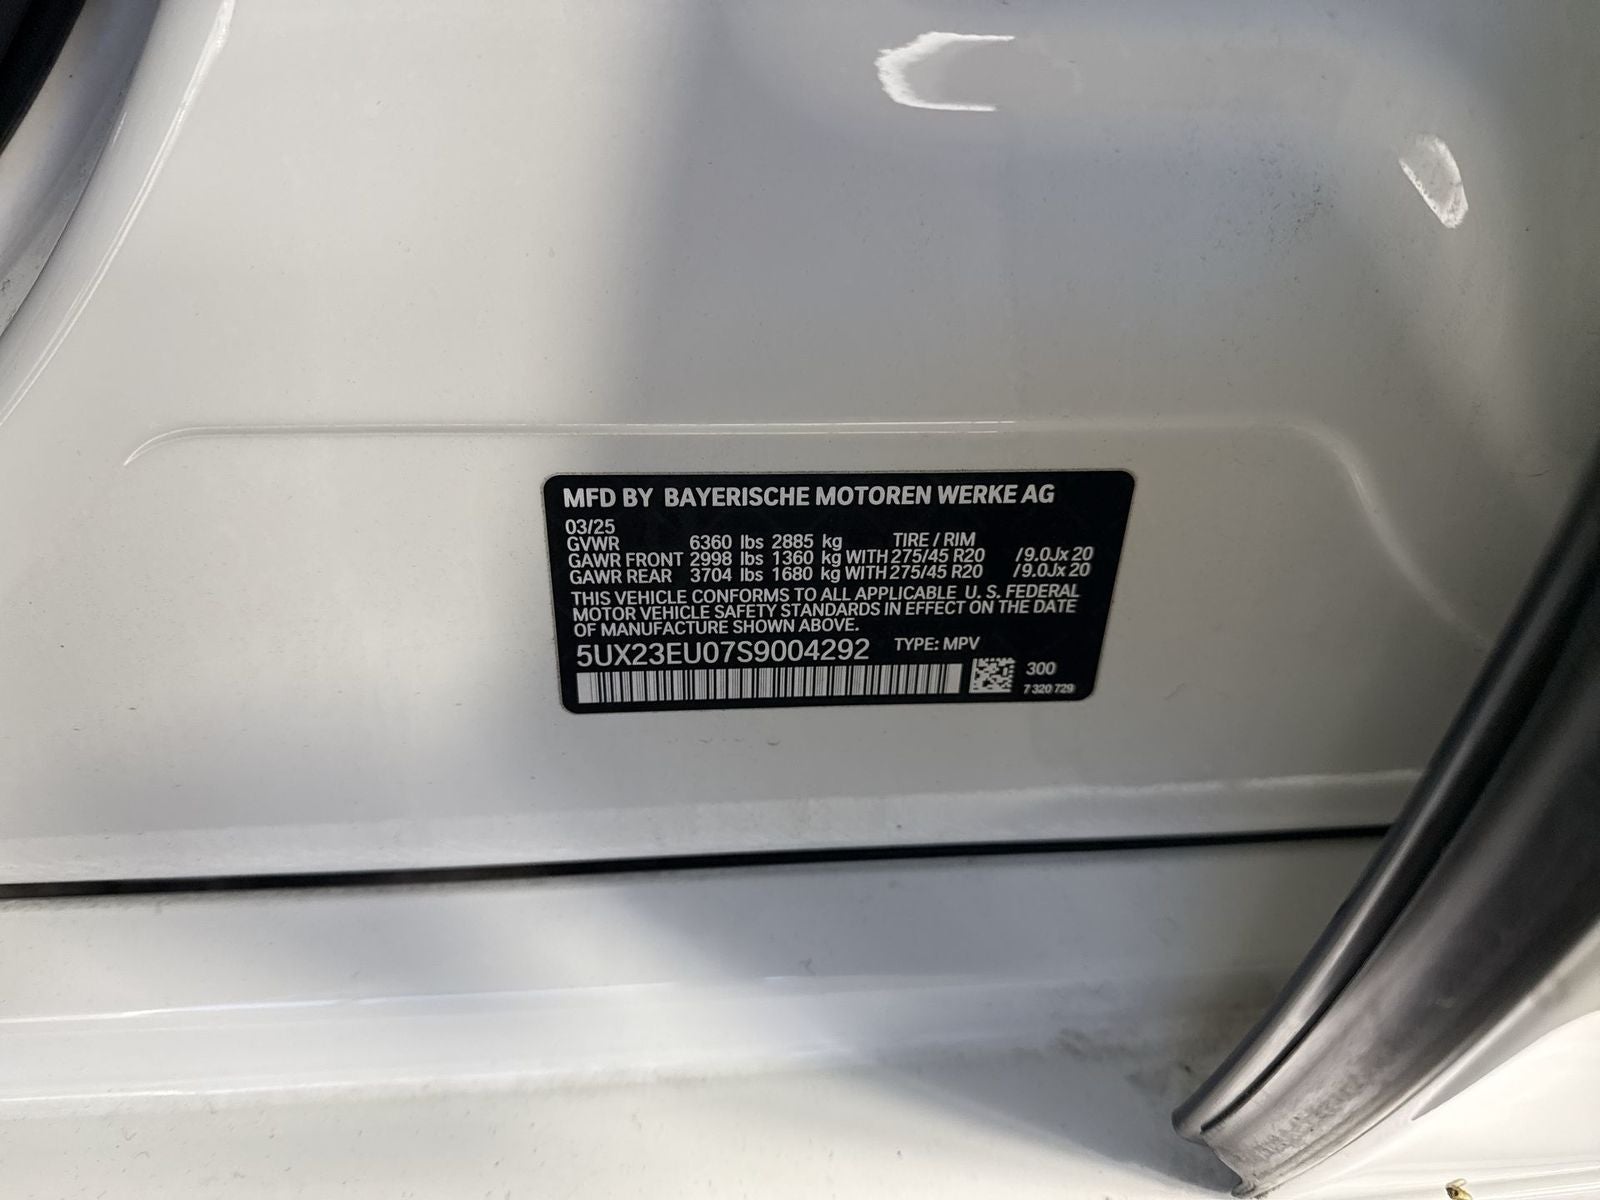 MFD BY BAYERISCHE MOTOREN WERKE AG
03/25
GVWR 6360 lbs 2885 kg TIRE / RIM
GAWR FRONT 2998 lbs 1360 kg WITH 275/45 R20 /9.0Jx20
GAWR REAR 3704 lbs 1680 kg WITH 275/45 R20 /9.0Jx20
THIS VEHICLE CONFORMS TO ALL APPLICABLE U. S. FEDERAL
MOTOR VEHICLE SAFETY STANDARDS IN EFFECT ON THE DATE
OF MANUFACTURE SHOWN ABOVE.
5UX23EU07S9004292 TYPE: MPV
300
7 320 729